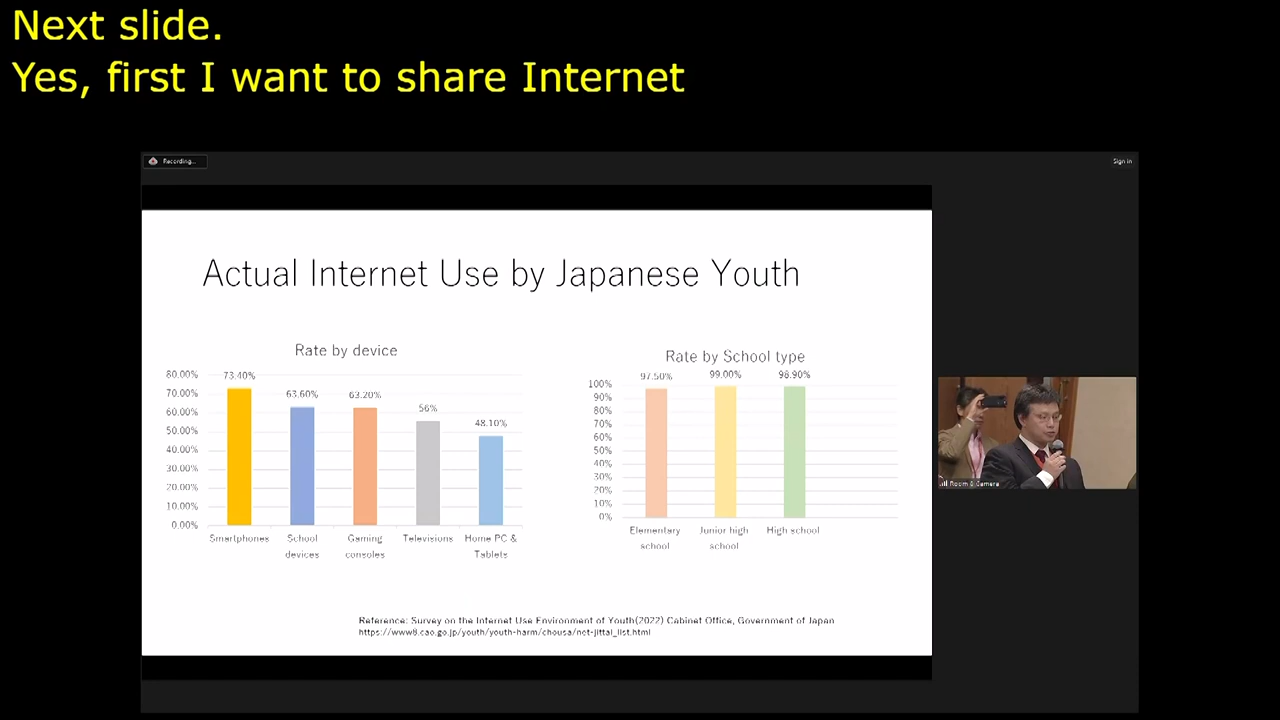 Next slide.
Yes, first I want to share Internet
Recording...
Sign in
Actual Internet Use by Japanese Youth
Rate by device
80.00%
70.00%
60.00%
50.00%
40.00%
30.00%
20.00%
10.00%
0.00%
73.40%
63.60%
63.20%
56%
48.10%
Smartphones
School
devices
Gaming
consoles
Televisions
Home PC &
Tablets
Rate by School type
100%
90%
80%
70%
60%
50%
40%
30%
20%
10%
0%
97.50%
99.00%
98.90%
Elementary
school
Junior high
school
High school
Room 6 Camera
Reference: Survey on the Internet Use Environment of Youth(2022) Cabinet Office, Government of Japan
https://www8.cao.go.jp/youth/youth-harm/chousa/net-jittai_list.html